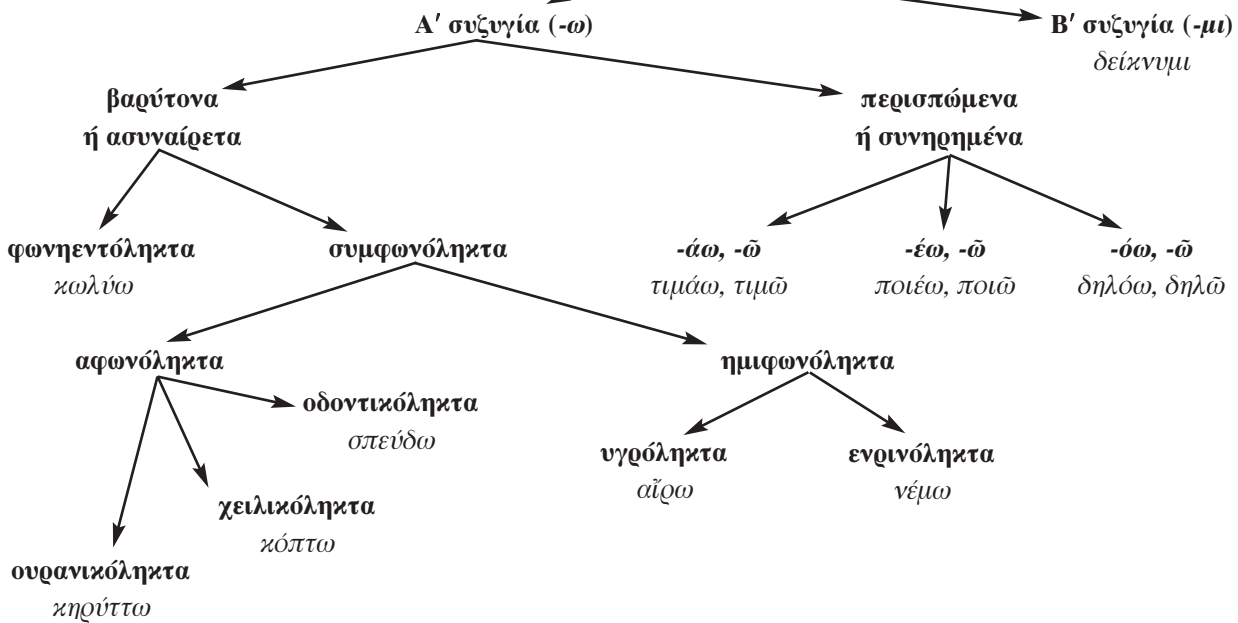 Α′ συζυγία (-ω)
Β′ συζυγία (-μι)
δείκνυμι
βαρύτονα
ή ασυναίρετα
περισπώμενα
ή συνηρημένα
φωνηεντόληκτα
κωλύω
συμφωνόληκτα
-άω, -ῶ
τιμάω, τιμῶ
-έω, -ῶ
ποιέω, ποιῶ
-όω, -ῶ
δηλόω, δηλῶ
αφωνόληκτα
ημιφωνόληκτα
οδοντικόληκτα
σπεύδω
υγρόληκτα
αἴρω
ενρινόληκτα
νέμω
χειλικόληκτα
κόπτω
ουρανικόληκτα
κηρύττω